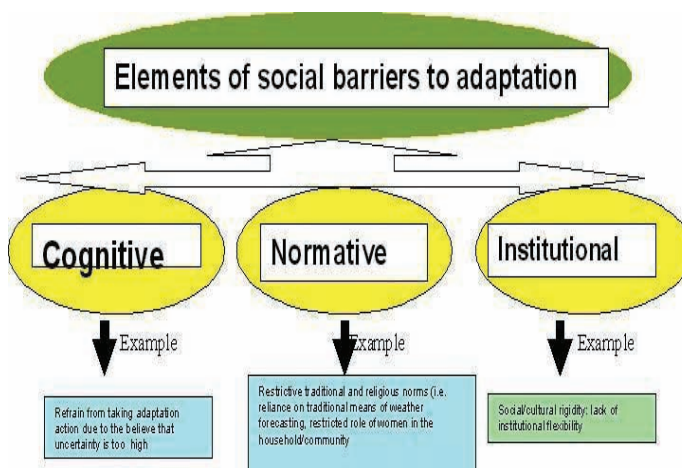 Elements of social barriers to adaptation
Cognitive
Normative
Institutional
Example
Example
Example
Refrain from taking adaptation
action due to the believe that
uncertainty is too high
Restrictive traditional and religious norms (i.e.
reliance on traditional means of weather
forecasting, restricted role of women in the
household/community
Social/cultural rigidity: lack of
institutional flexibility